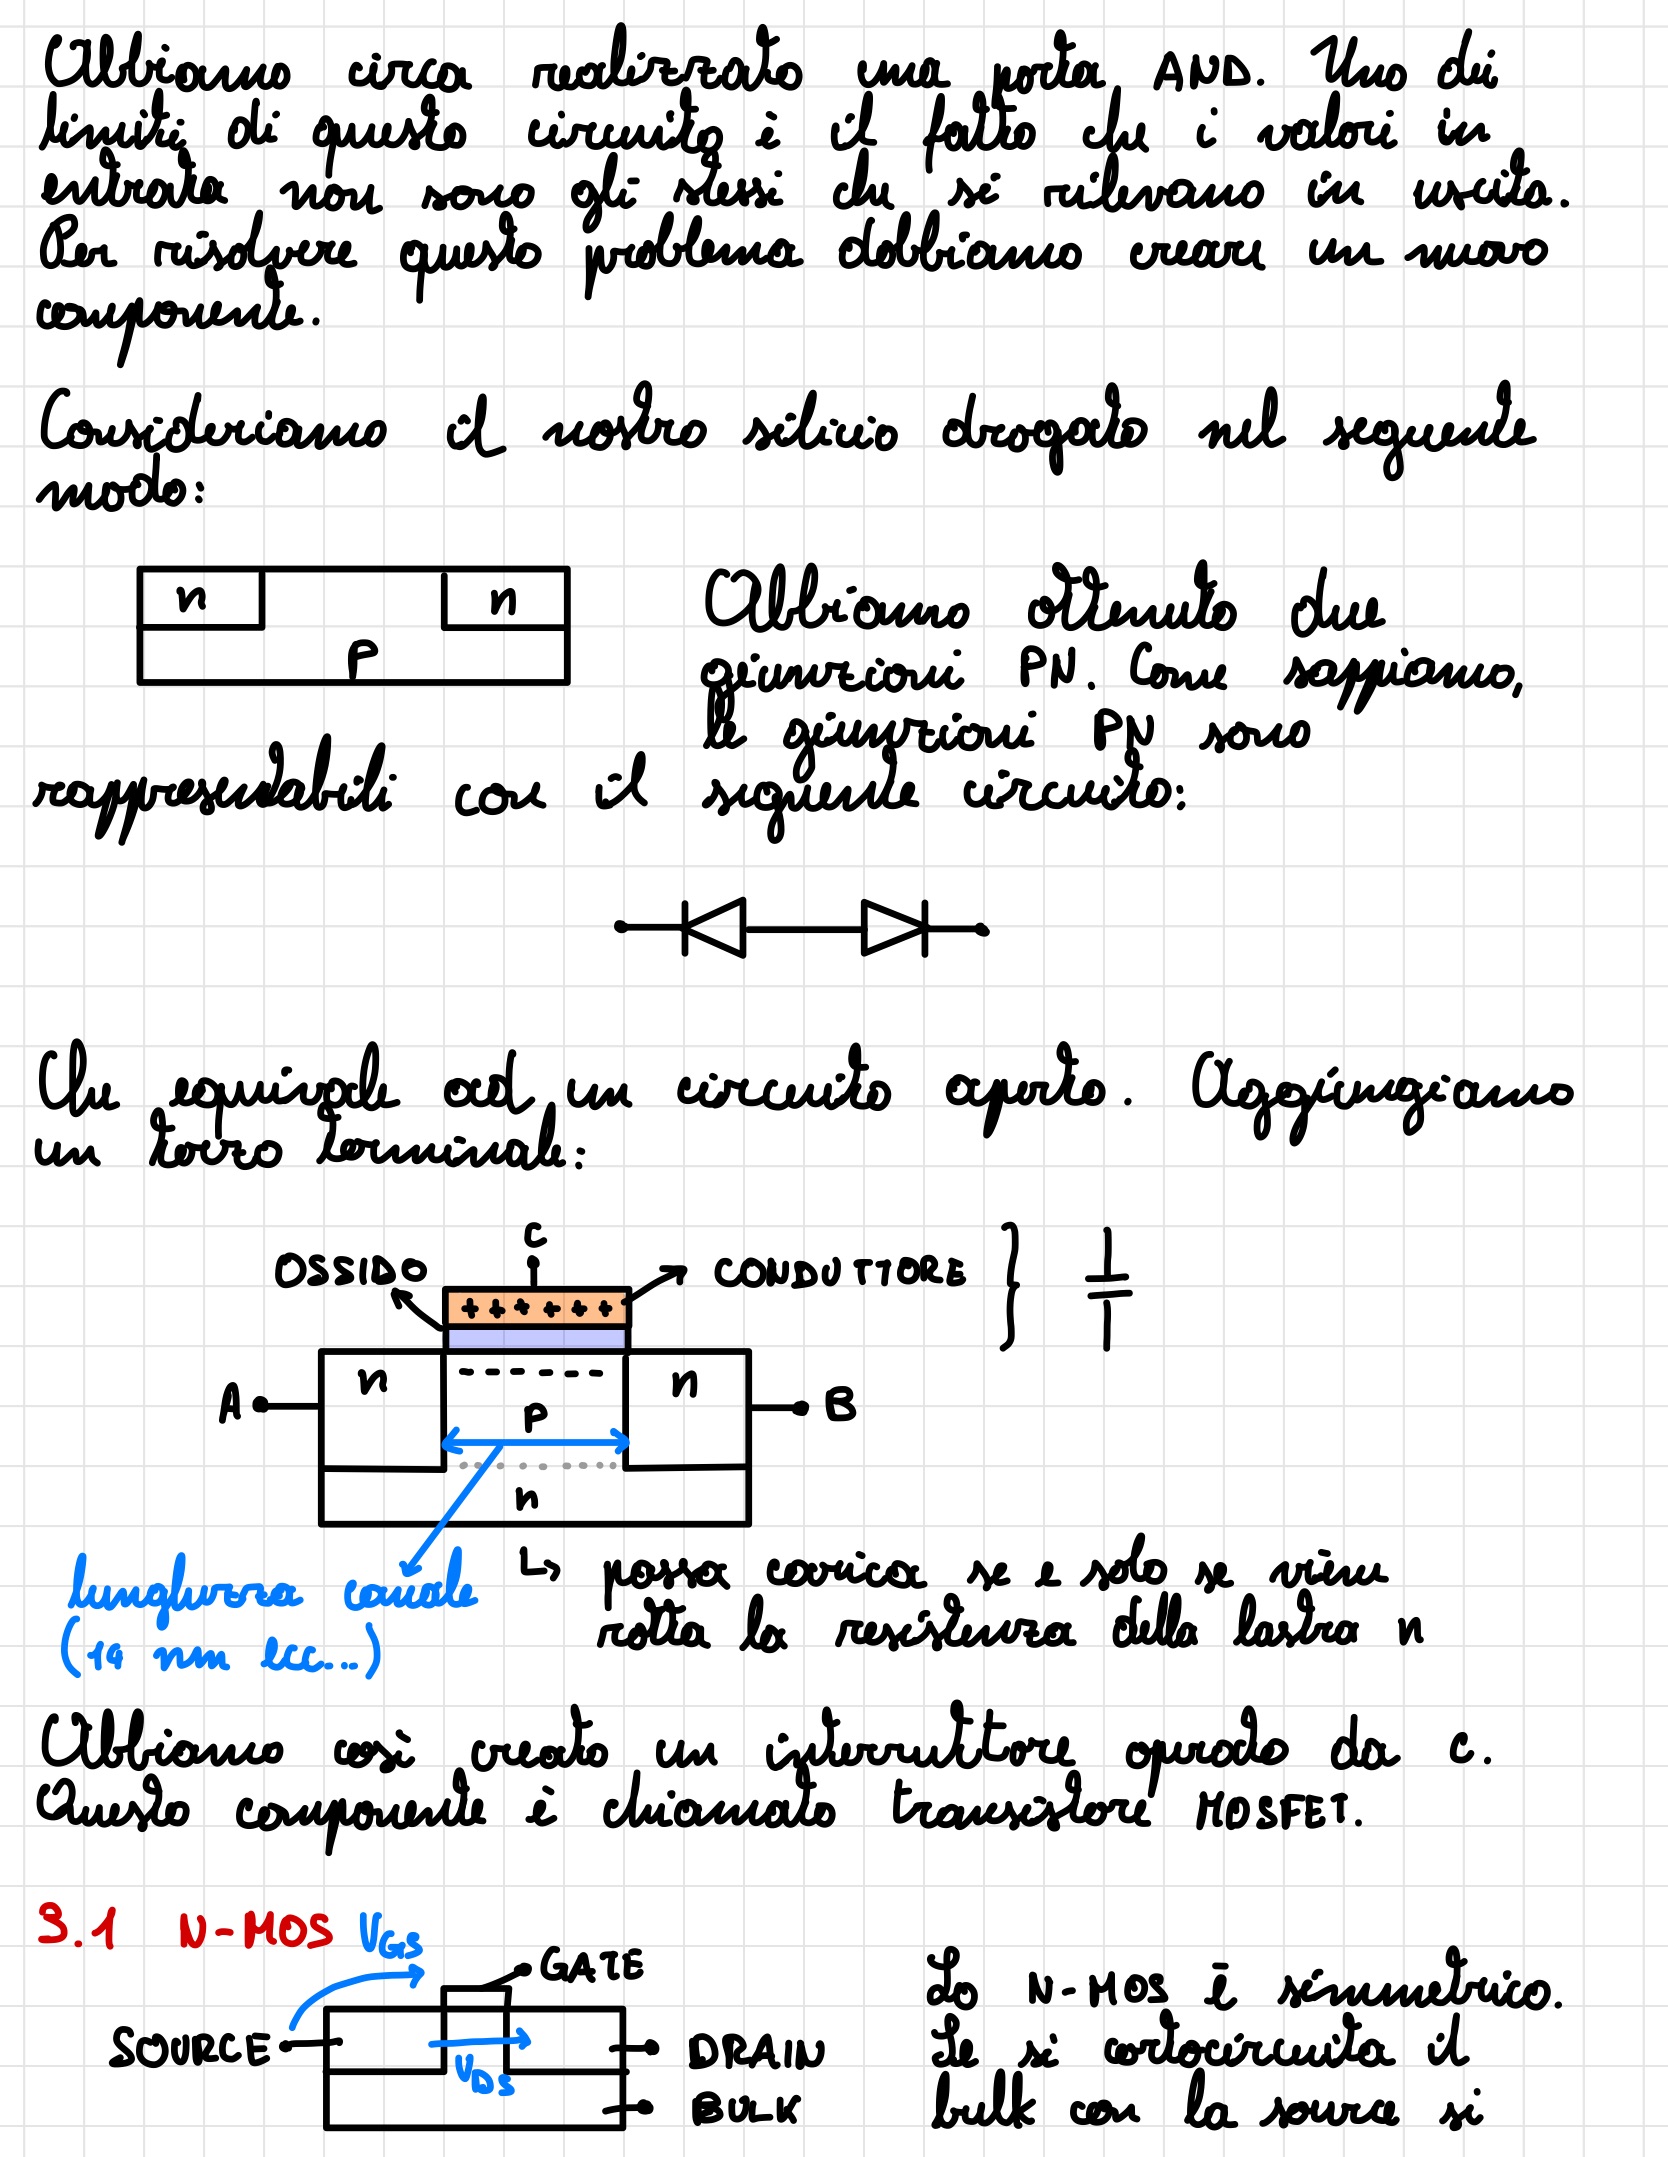 Abbiamo circa realizzato una porta AND. Uno dei
limiti di questo circuito è il fatto che i valori in
entrata non sono gli stessi che si rilevano in uscita.
Per risolvere questo problema dobbiamo creare un nuovo
componente.
Consideriamo il nostro silicio drogato nel seguente
modo:
n n
p
Abbiamo ottenuto due
giunzioni PN. Come sappiamo,
le giunzioni PN sono
rappresentabili con il seguente circuito:
Che equivale ad un circuito aperto. Aggiungiamo
un terzo terminale:
C
OSSIDO CONDUTTORE
+ + + + + +
- - - - - -
n n
A P B
n
lunghezza canale
(14 nm ecc...)
↳ passa carica se e solo se viene
rotta la resistenza della lastra n
Abbiamo così creato un interruttore operado da c.
Questo componente è chiamato transistore MOSFET.
3.1 N-MOS
VGS
GATE
SOURCE
VDS
DRAIN
BULK
Lo N-MOS è simmetrico.
Se si cortocircuita il
bulk con la source si